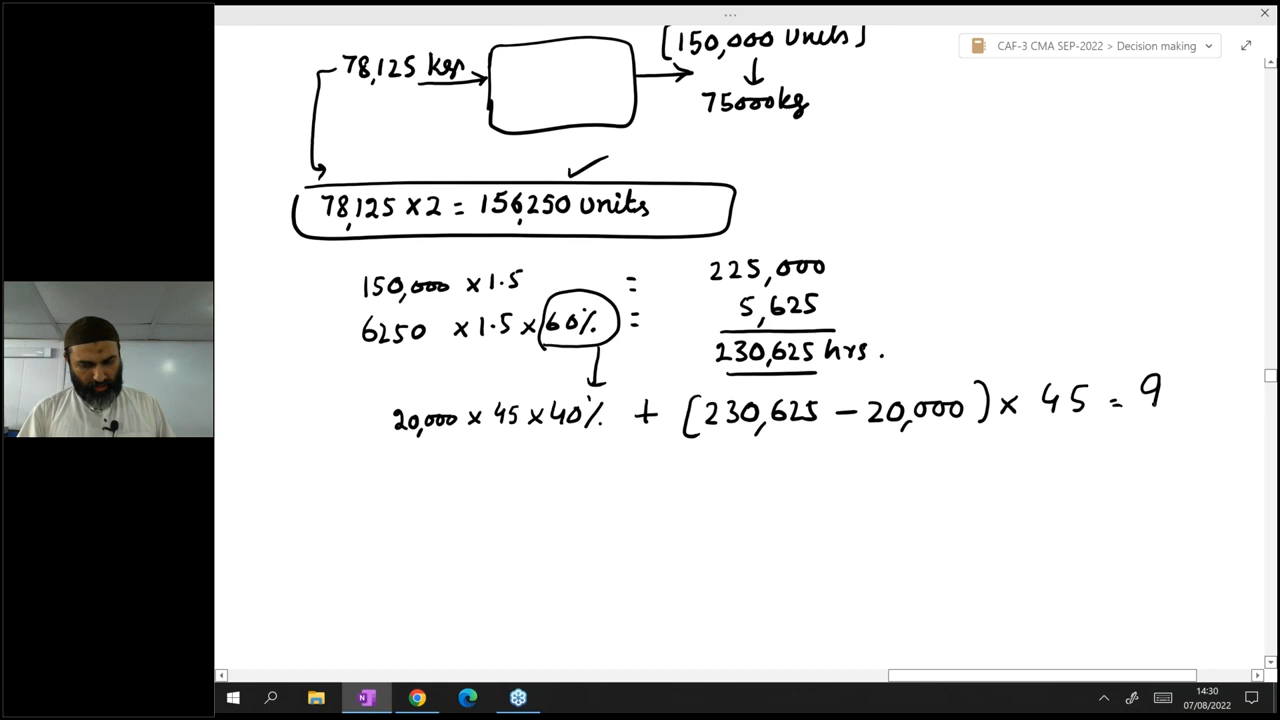 CAF-3 CMA SEP-2022 > Decision making
[150,000 units]
78,125 kgs
75000kg
78,125 x 2 = 156,250 units
150,000 x 1.5 = 225,000
6250 x 1.5 x 60% = 5,625
230,625 hrs.
20,000 x 45 x 40% + [230,625 - 20,000) x 45 = 9
14:30
07/08/2022